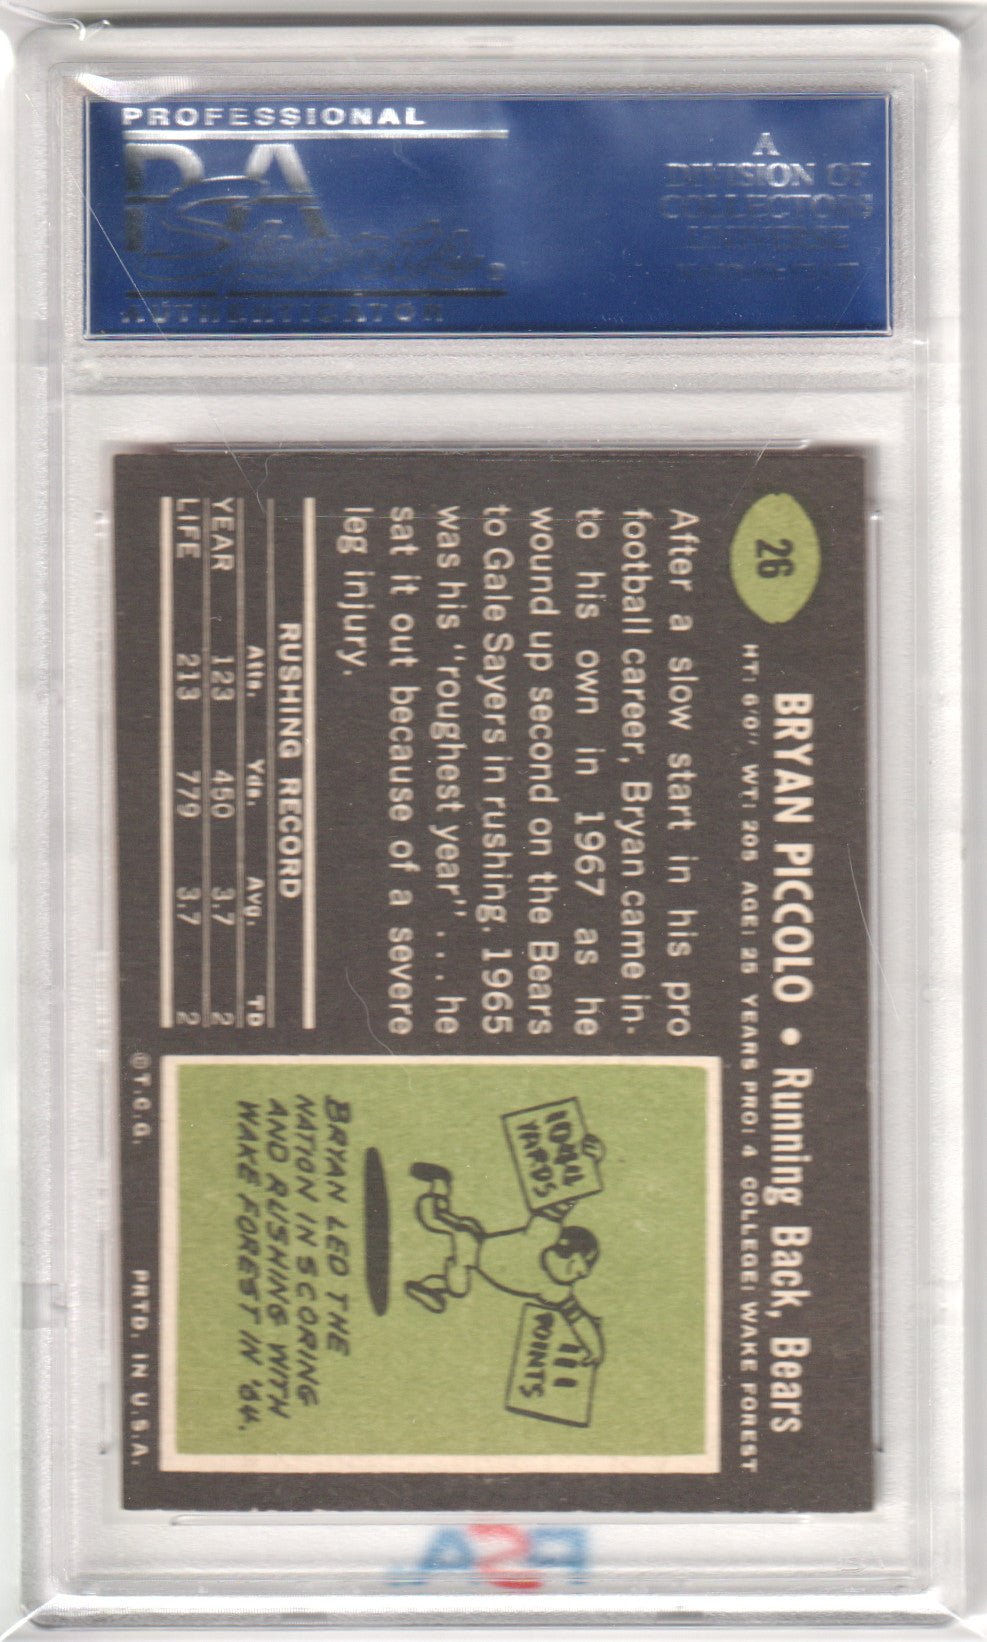 PROFESSIONAL
PSA
AUTHENTICATOR
A
DIVISION OF
COLLECTORS
UNIVERSE
26
BRYAN PICCOLO • Running Back, Bears
HT: 6'0" WT: 205 AGE: 25 YEARS PRO: 4 COLLEGE: WAKE FOREST
After a slow start in his pro
football career, Bryan came in-
to his own in 1967 as he
wound up second on the Bears
to Gale Sayers in rushing. 1965
was his "roughest year" . . . he
sat it out because of a severe
leg injury.
RUSHING RECORD
Atts. Yds. Avg. TD
YEAR 123 450 3.7 2
LIFE 213 779 3.7 2
1044
YARDS
111
POINTS
BRYAN LED THE
NATION IN SCORING
AND RUSHING WITH
WAKE FOREST IN '64.
©T.C.G. PRTD. IN U.S.A.
PSA